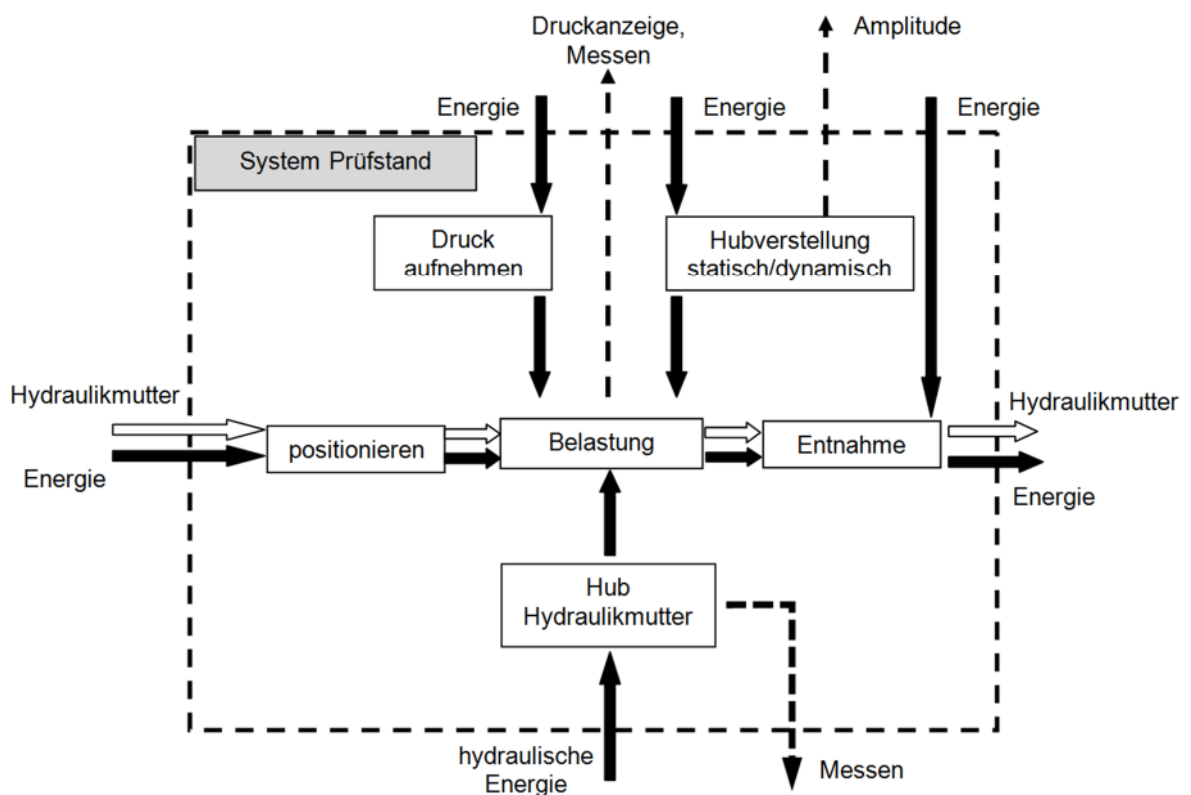 Druckanzeige,
Messen
Amplitude
Energie
Energie
Energie
System Prüfstand
Druck
aufnehmen
Hubverstellung
statisch/dynamisch
Hydraulikmutter
Energie
positionieren
Belastung
Entnahme
Hydraulikmutter
Energie
Hub
Hydraulikmutter
hydraulische
Energie
Messen